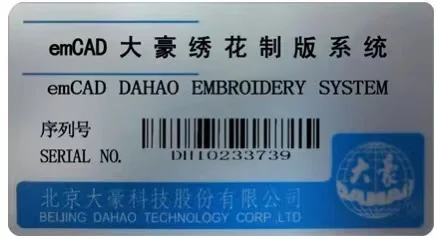 emCAD 大豪绣花制版系统
emCAD DAHAO EMBROIDERY SYSTEM
序列号
SERIAL NO.
DH10233739
大豪
北京大豪科技股份有限公司
BEIJING DAHAO TECHNOLOGY CORP.,LTD